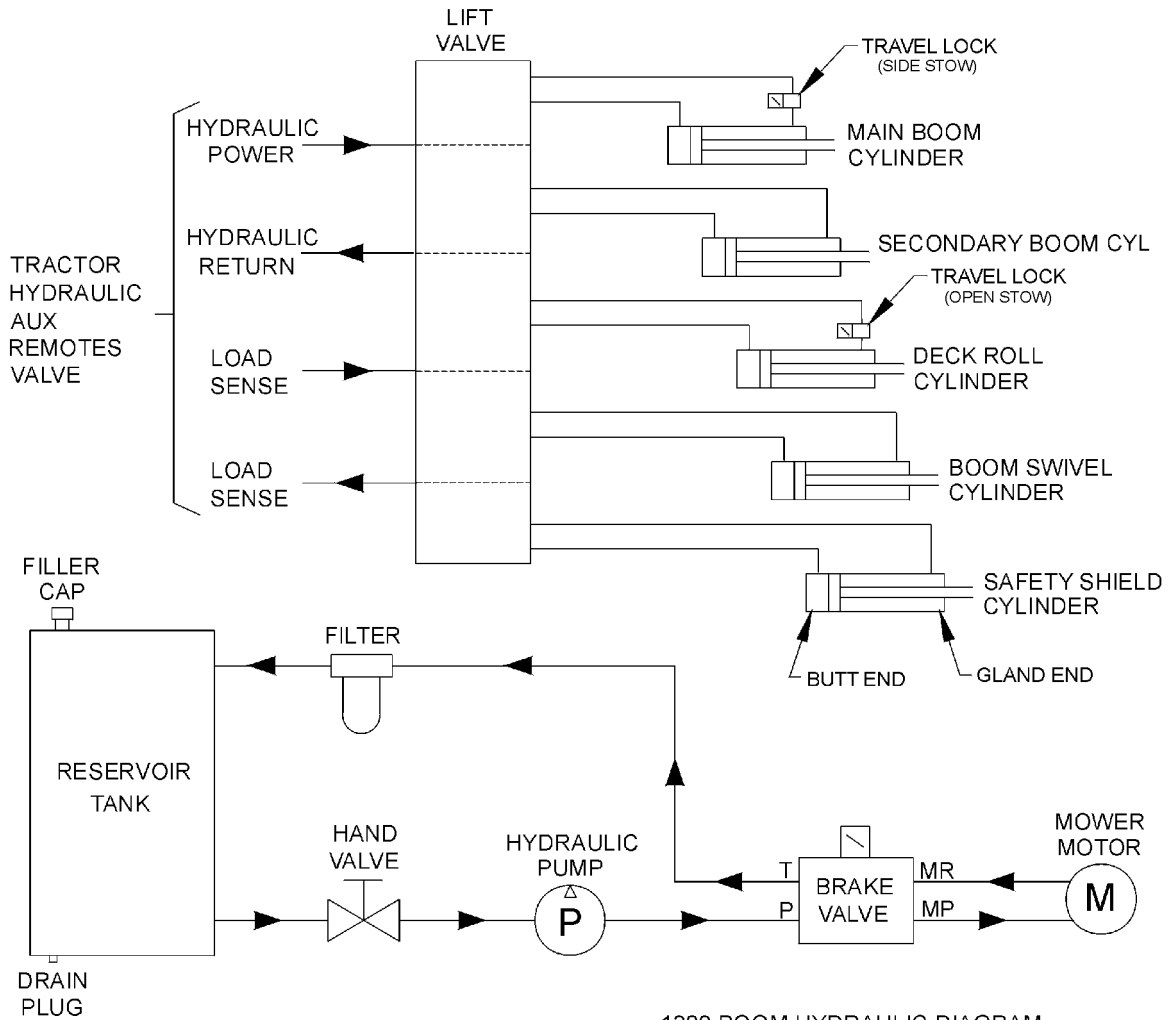 LIFT
VALVE
TRAVEL LOCK
(SIDE STOW)
HYDRAULIC
POWER
MAIN BOOM
CYLINDER
HYDRAULIC
RETURN
SECONDARY BOOM CYL
TRACTOR
HYDRAULIC
AUX
REMOTES
VALVE
TRAVEL LOCK
(OPEN STOW)
LOAD
SENSE
DECK ROLL
CYLINDER
LOAD
SENSE
BOOM SWIVEL
CYLINDER
FILLER
CAP
SAFETY SHIELD
CYLINDER
FILTER
BUTT END
GLAND END
RESERVOIR
TANK
HAND
VALVE
HYDRAULIC
PUMP
P
T
P
BRAKE
VALVE
MR
MP
MOWER
MOTOR
M
DRAIN
PLUG
BOOM HYDRAULIC DIAGRAM